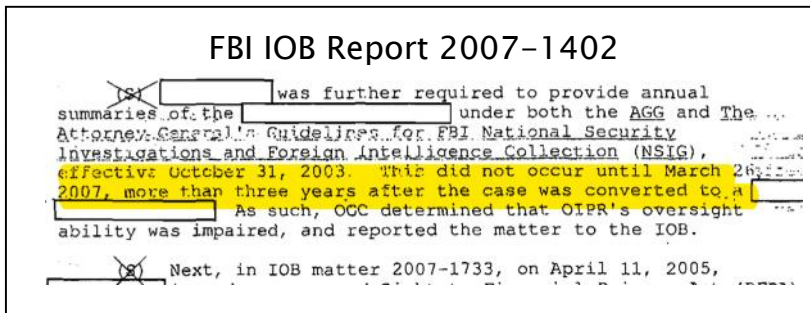 FBI IOB Report 2007-1402
(S) was further required to provide annual
summaries of the under both the AGG and The
Attorney General's Guidelines for FBI National Security
Investigations and Foreign Intelligence Collection (NSIG),
effective October 31, 2003. This did not occur until March 26
2007, more than three years after the case was converted to a
As such, OGC determined that OIPR's oversight
ability was impaired, and reported the matter to the IOB.
(S) Next, in IOB matter 2007-1733, on April 11, 2005,